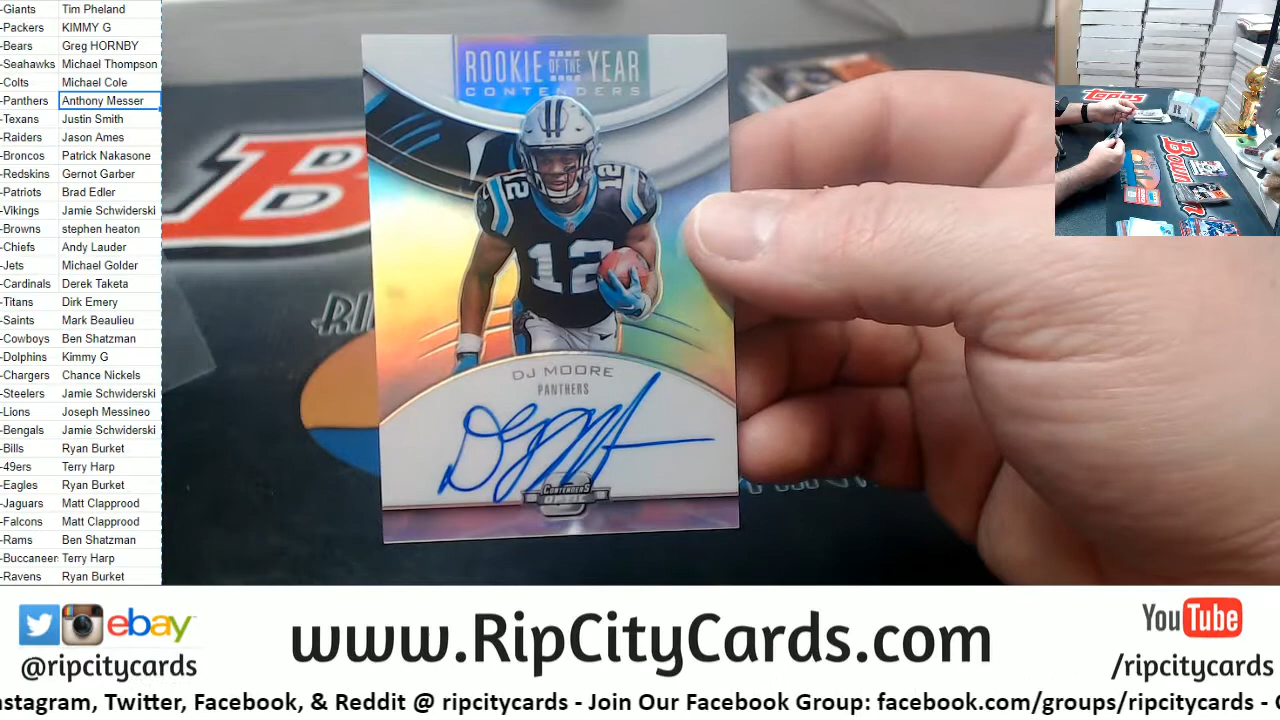 -Giants Tim Pheland
-Packers KIMMY G
-Bears Greg HORNBY
-Seahawks Michael Thompson
-Colts Michael Cole
-Panthers Anthony Messer
-Texans Justin Smith
-Raiders Jason Ames
-Broncos Patrick Nakasone
-Redskins Gernot Garber
-Patriots Brad Edler
-Vikings Jamie Schwiderski
-Browns stephen heaton
-Chiefs Andy Lauder
-Jets Michael Golder
-Cardinals Derek Taketa
-Titans Dirk Emery
-Saints Mark Beaulieu
-Cowboys Ben Shatzman
-Dolphins Kimmy G
-Chargers Chance Nickels
-Steelers Jamie Schwiderski
-Lions Joseph Messineo
-Bengals Jamie Schwiderski
-Bills Ryan Burket
-49ers Terry Harp
-Eagles Ryan Burket
-Jaguars Matt Clapprood
-Falcons Matt Clapprood
-Rams Ben Shatzman
-Buccaneer Terry Harp
-Ravens Ryan Burket
ROOKIE OF THE YEAR
CONTENDERS
12
12
12
DJ MOORE
PANTHERS
CONTENDERS
OPTIC
B
RI
Topps
Bow
ebay
@ripcitycards
www.RipCityCards.com
YouTube
/ripcitycards
nstagram, Twitter, Facebook, & Reddit @ ripcitycards - Join Our Facebook Group: facebook.com/groups/ripcitycards -